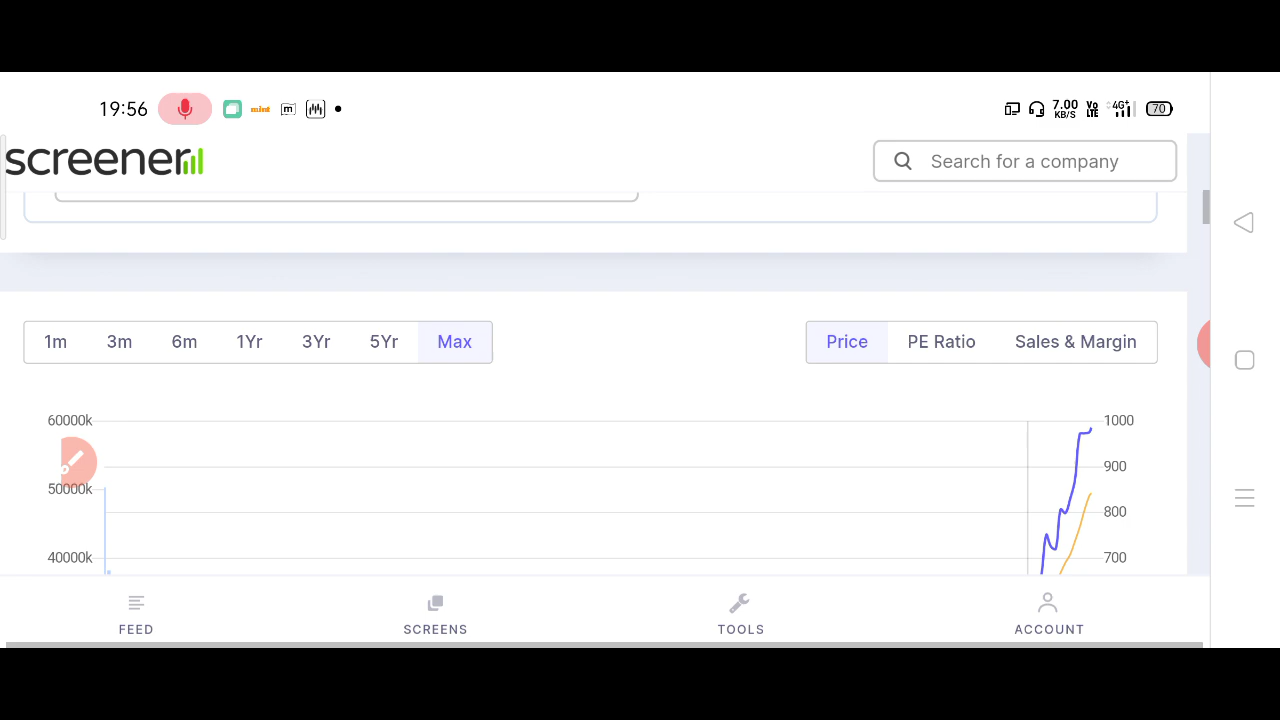 19:56 mint m 7.00 KB/S Vo LTE 4G+ 70
screener Search for a company
1m 3m 6m 1Yr 3Yr 5Yr Max Price PE Ratio Sales & Margin
60000k 1000
900
50000k
800
40000k 700
FEED SCREENS TOOLS ACCOUNT